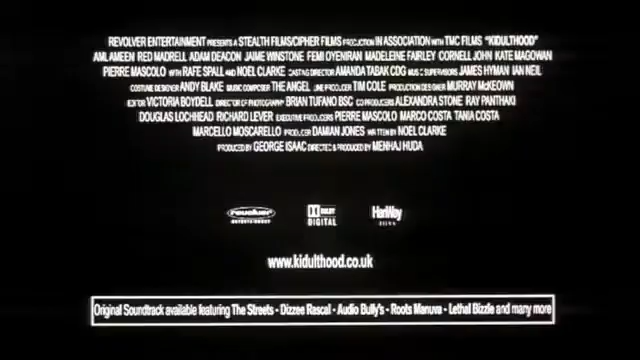 REVOLVER ENTERTAINMENT PRESENTS A STEALTH FILMS/CIPHER FILMS PRODUCTION IN ASSOCIATION WITH TMC FILMS "KIDULTHOOD"
AML AMEEN RED MADRELL ADAM DEACON JAIME WINSTONE FEMI OYENIRAN MADELEINE FAIRLEY CORNELL JOHN KATE MAGOWAN
PIERRE MASCOLO WITH RAFE SPALL AND NOEL CLARKE CASTING DIRECTOR AMANDA TABAK CDG MUSIC SUPERVISORS JAMES HYMAN IAN NEIL
COSTUME DESIGNER ANDY BLAKE MUSIC COMPOSER THE ANGEL LINE PRODUCER TIM COLE PRODUCTION DESIGNER MURRAY McKEOWN
EDITOR VICTORIA BOYDELL DIRECTOR OF PHOTOGRAPHY BRIAN TUFANO BSC CO PRODUCERS ALEXANDRA STONE RAY PANTHAKI
DOUGLAS LOCHHEAD RICHARD LEVER EXECUTIVE PRODUCERS PIERRE MASCOLO MARCO COSTA TANIA COSTA
MARCELLO MOSCARELLO PRODUCER DAMIAN JONES WRITTEN BY NOEL CLARKE
PRODUCED BY GEORGE ISAAC DIRECTED & PRODUCED BY MENHAJ HUDA
revolver ENTERTAINMENT
DOLBY DIGITAL
HanWay FILMS
www.kidulthood.co.uk
Original Soundtrack available featuring The Streets - Dizzee Rascal - Audio Bully's - Roots Manuva - Lethal Bizzle and many more